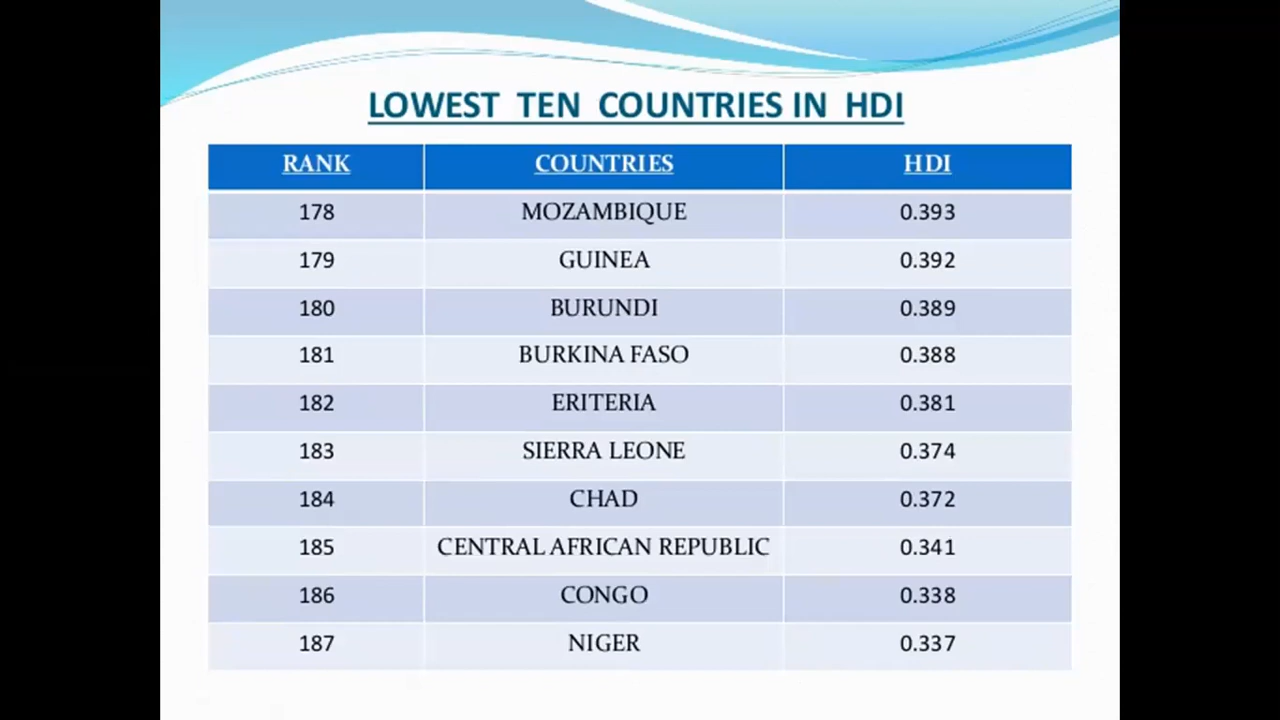 LOWEST TEN COUNTRIES IN HDI
RANK COUNTRIES HDI
178 MOZAMBIQUE 0.393
179 GUINEA 0.392
180 BURUNDI 0.389
181 BURKINA FASO 0.388
182 ERITERIA 0.381
183 SIERRA LEONE 0.374
184 CHAD 0.372
185 CENTRAL AFRICAN REPUBLIC 0.341
186 CONGO 0.338
187 NIGER 0.337